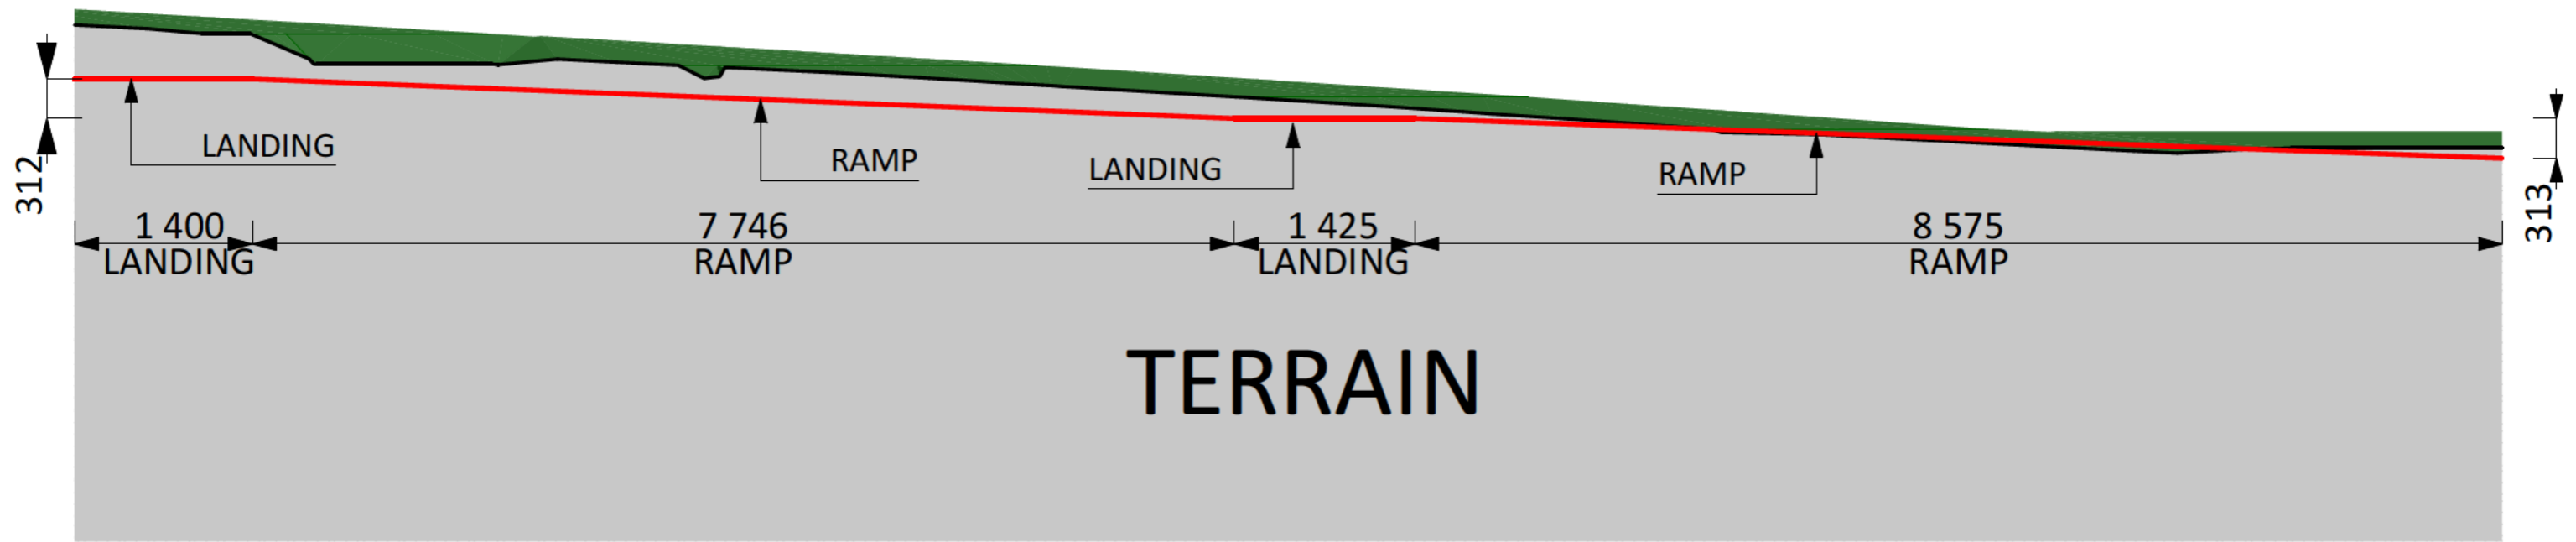 LANDING
RAMP
LANDING
RAMP
312
313
1 400
LANDING
7 746
RAMP
1 425
LANDING
8 575
RAMP
TERRAIN